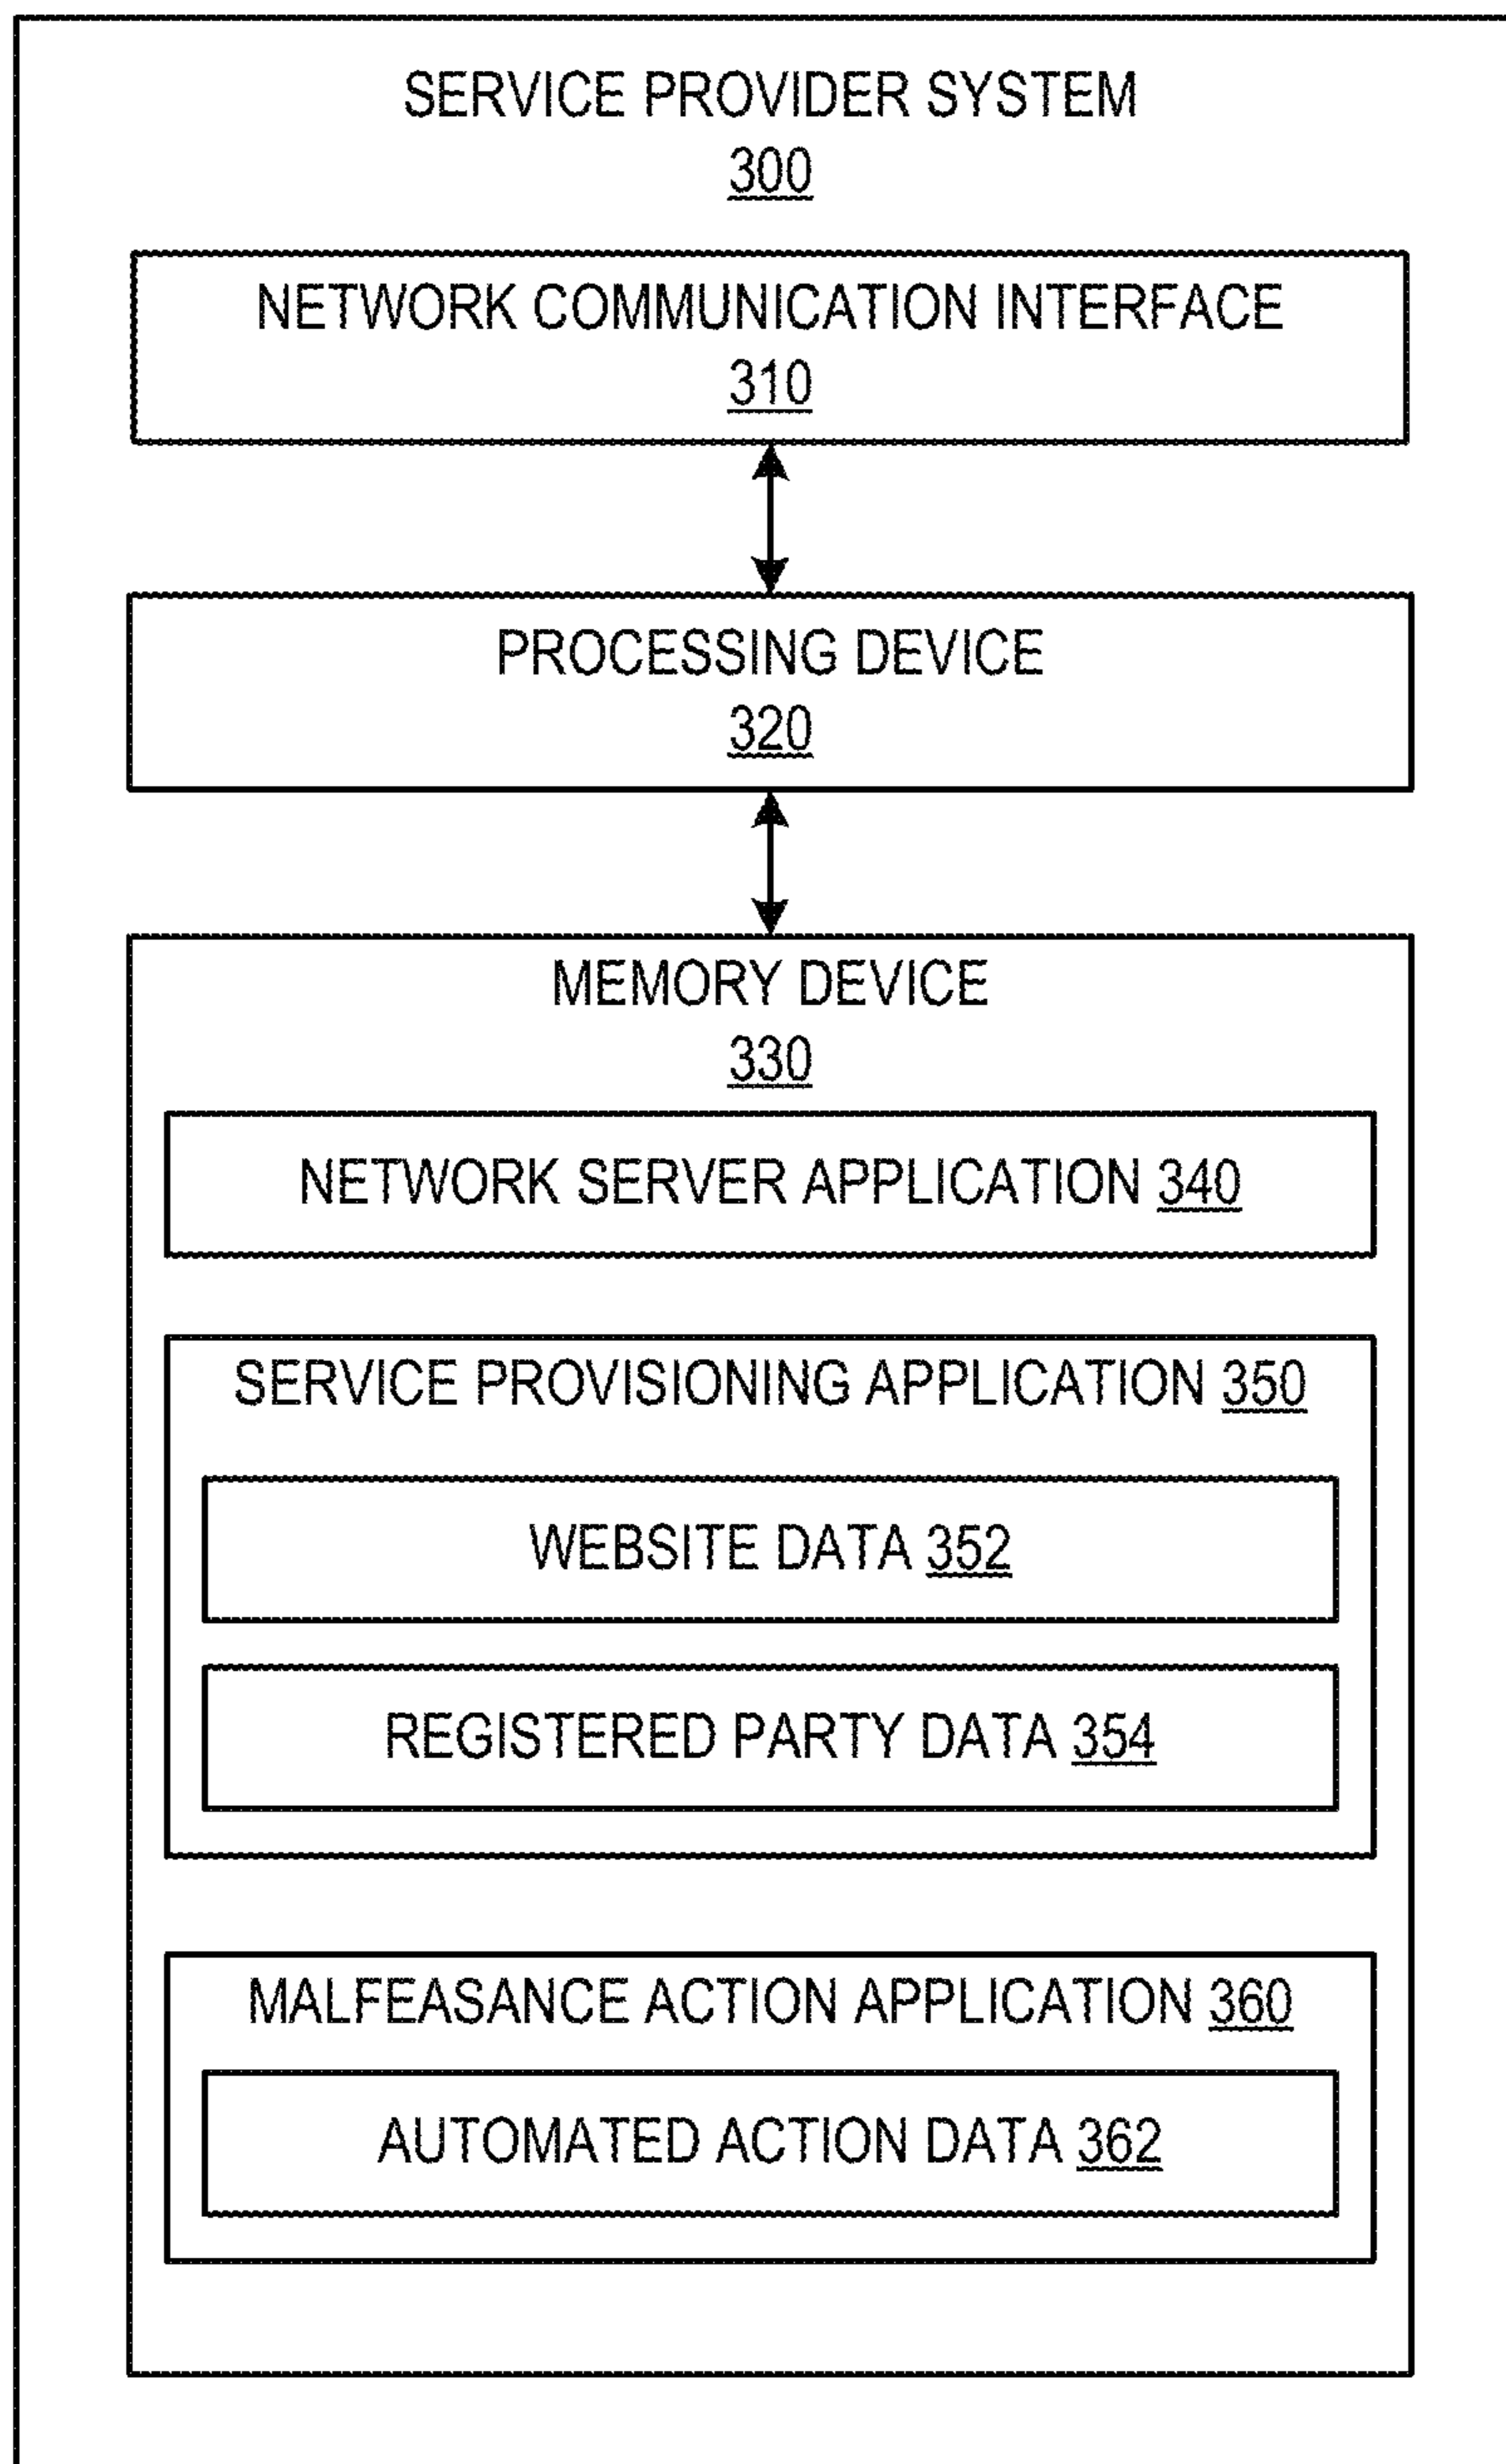 SERVICE PROVIDER SYSTEM
300
NETWORK COMMUNICATION INTERFACE
310
PROCESSING DEVICE
320
MEMORY DEVICE
330
NETWORK SERVER APPLICATION 340
SERVICE PROVISIONING APPLICATION 350
WEBSITE DATA 352
REGISTERED PARTY DATA 354
MALFEASANCE ACTION APPLICATION 360
AUTOMATED ACTION DATA 362